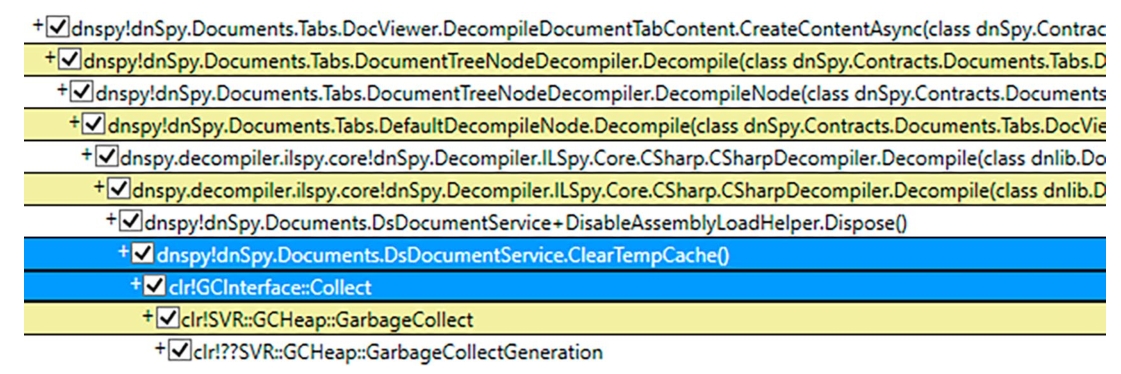 + dnspy!dnSpy.Documents.Tabs.DocViewer.DecompileDocumentTabContent.CreateContentAsync(class dnSpy.Contrac
+ dnspy!dnSpy.Documents.Tabs.DocumentTreeNodeDecompiler.Decompile(class dnSpy.Contracts.Documents.Tabs.D
+ dnspy!dnSpy.Documents.Tabs.DocumentTreeNodeDecompiler.DecompileNode(class dnSpy.Contracts.Documents
+ dnspy!dnSpy.Documents.Tabs.DefaultDecompileNode.Decompile(class dnSpy.Contracts.Documents.Tabs.DocVie
+ dnspy.decompiler.ilspy.core!dnSpy.Decompiler.ILSpy.Core.CSharp.CSharpDecompiler.Decompile(class dnlib.Do
+ dnspy.decompiler.ilspy.core!dnSpy.Decompiler.ILSpy.Core.CSharp.CSharpDecompiler.Decompile(class dnlib.D
+ dnspy!dnSpy.Documents.DsDocumentService+DisableAssemblyLoadHelper.Dispose()
+ dnspy!dnSpy.Documents.DsDocumentService.ClearTempCache()
+ clr!GCInterface::Collect
+ clr!SVR::GCHeap::GarbageCollect
+ clr!??SVR::GCHeap::GarbageCollectGeneration